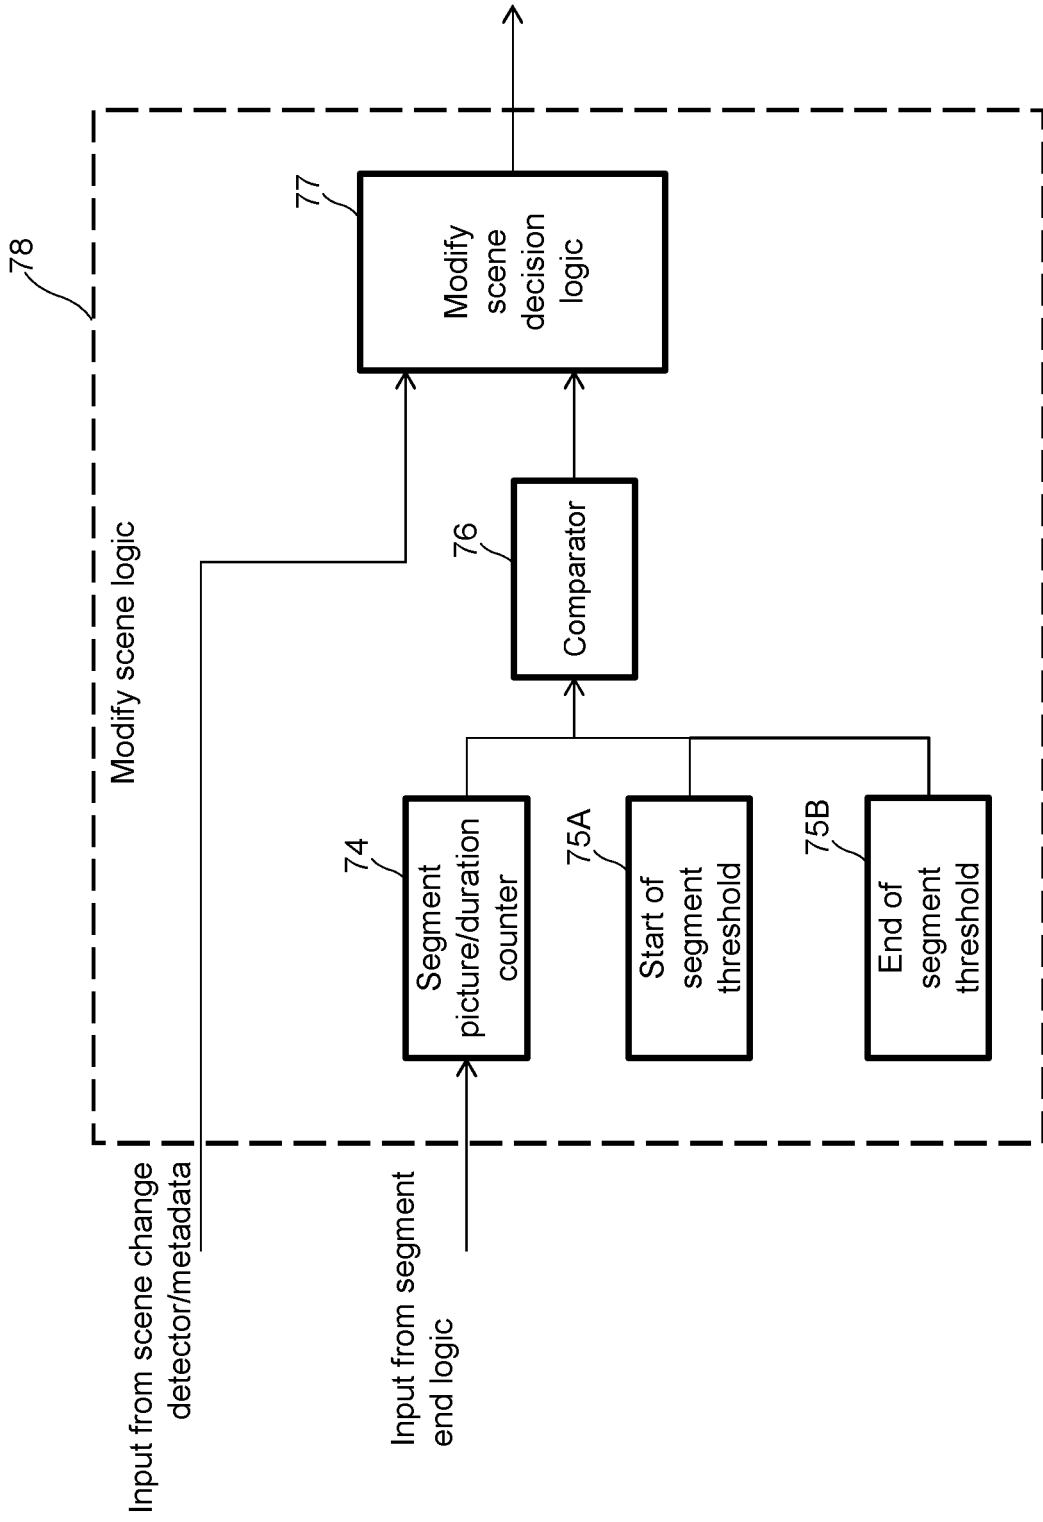 78
Modify scene logic
Input from scene change
detector/metadata
Input from segment
end logic
74
Segment
picture/duration
counter
75A
Start of
segment
threshold
75B
End of
segment
threshold
76
Comparator
77
Modify
scene
decision
logic